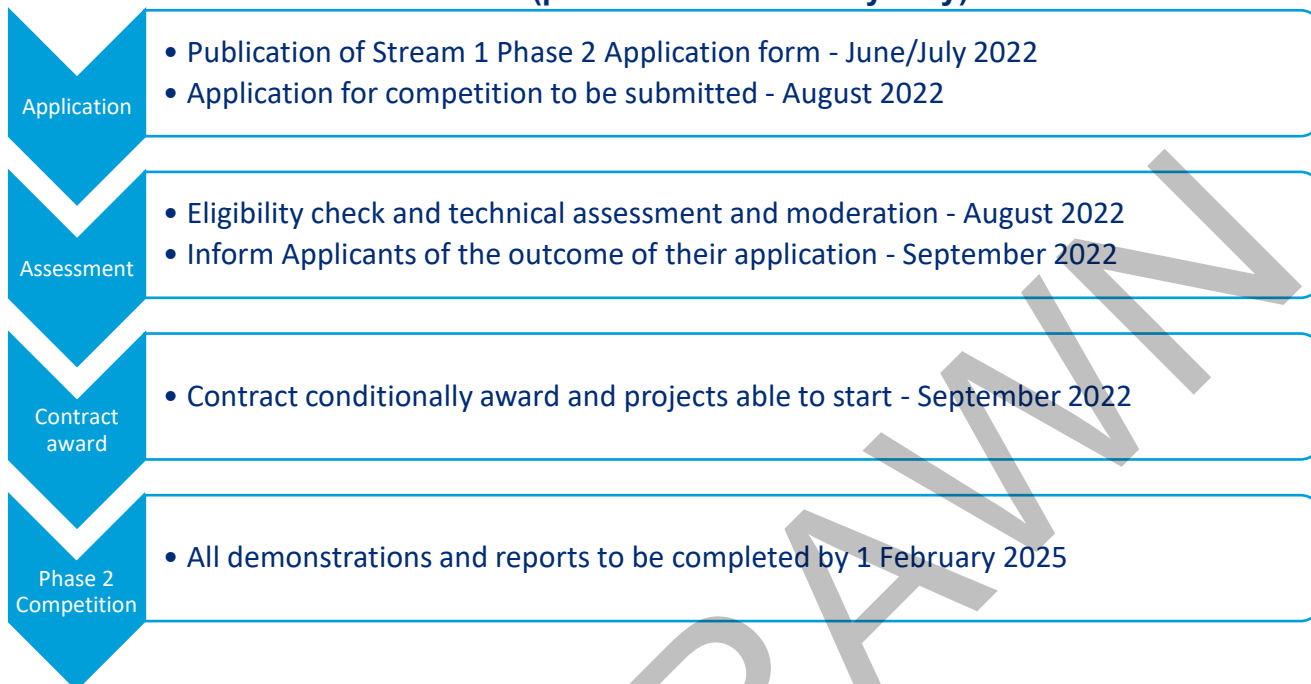 Application
• Publication of Stream 1 Phase 2 Application form - June/July 2022
• Application for competition to be submitted - August 2022
Assessment
• Eligibility check and technical assessment and moderation - August 2022
• Inform Applicants of the outcome of their application - September 2022
Contract
award
• Contract conditionally award and projects able to start - September 2022
Phase 2
Competition
• All demonstrations and reports to be completed by 1 February 2025
RAWN